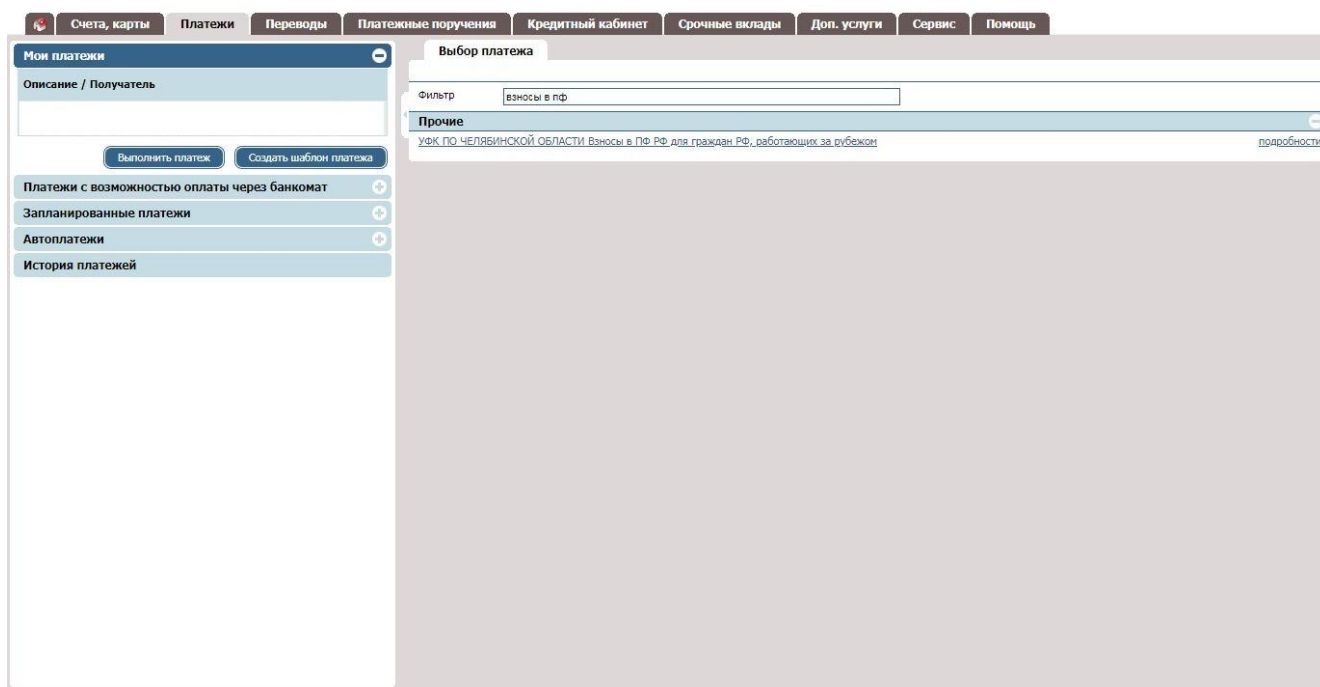 Счета, карты Платежи Переводы Платежные поручения Кредитный кабинет Срочные вклады Доп. услуги Сервис Помощь
Мои платежи
Описание / Получатель
Выполнить платеж Создать шаблон платежа
Платежи с возможностью оплаты через банкомат
Запланированные платежи
Автоплатежи
История платежей
Выбор платежа
Фильтр взносы в пф
Прочие
УФК ПО ЧЕЛЯБИНСКОЙ ОБЛАСТИ Взносы в ПФ РФ для граждан РФ, работающих за рубежом подробности